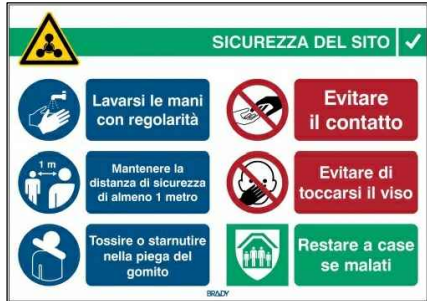 SICUREZZA DEL SITO
Lavarsi le mani
con regolarità
Evitare
il contatto
1 m
Mantenere la
distanza di sicurezza
di almeno 1 metro
Evitare di
toccarsi il viso
Tossire o starnutire
nella piega del
gomito
Restare a case
se malati
BRADY